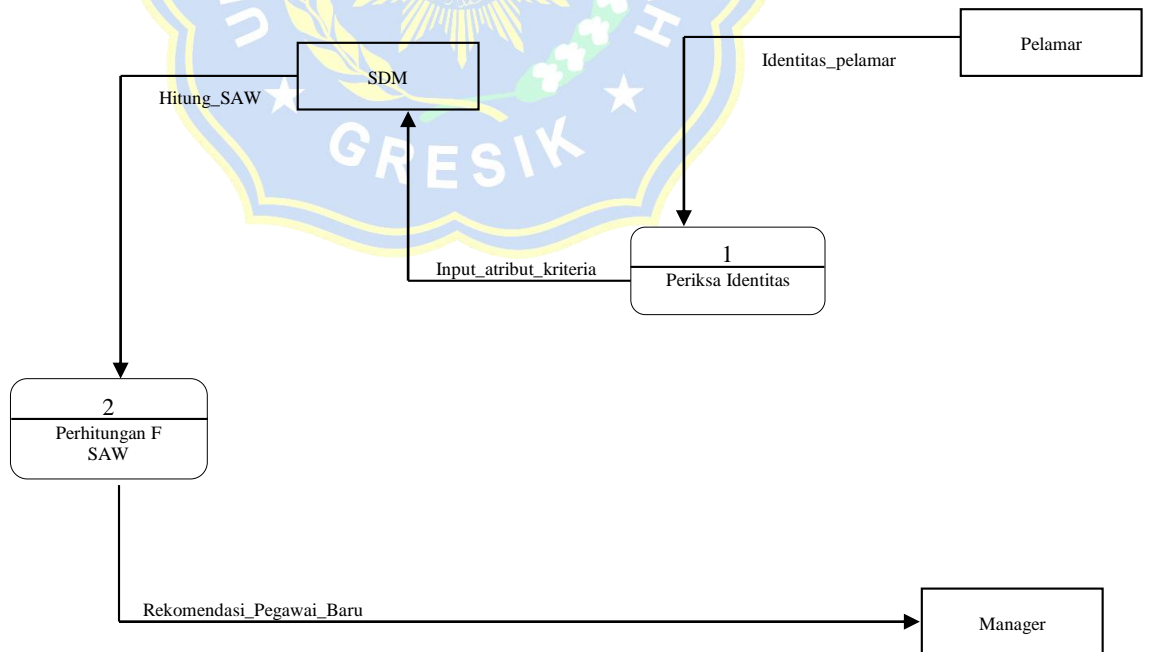 Pelamar
Identitas_pelamar
SDM
Hitung_SAW
GRESIK
1
Input_atribut_kriteria
Periksa Identitas
2
Perhitungan F
SAW
Rekomendasi_Pegawai_Baru
Manager